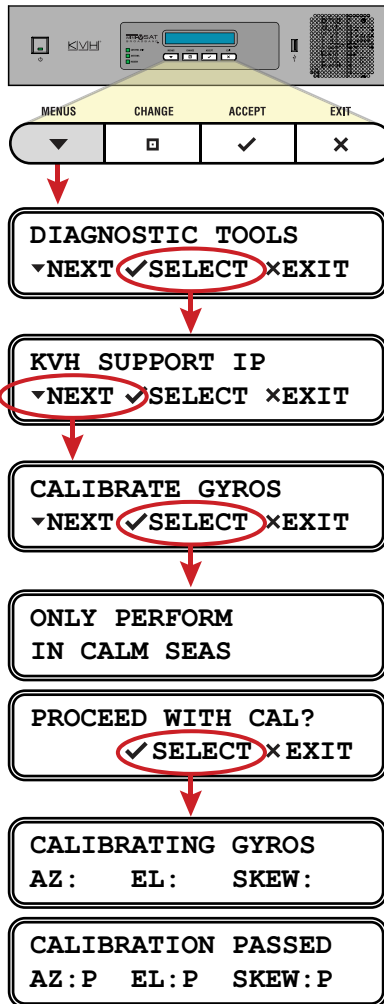 KVH
MENUS CHANGE ACCEPT EXIT
DIAGNOSTIC TOOLS
▼NEXT ✓SELECT ×EXIT
KVH SUPPORT IP
▼NEXT ✓SELECT ×EXIT
CALIBRATE GYROS
▼NEXT ✓SELECT ×EXIT
ONLY PERFORM
IN CALM SEAS
PROCEED WITH CAL?
✓SELECT ×EXIT
CALIBRATING GYROS
AZ: EL: SKEW:
CALIBRATION PASSED
AZ:P EL:P SKEW:P